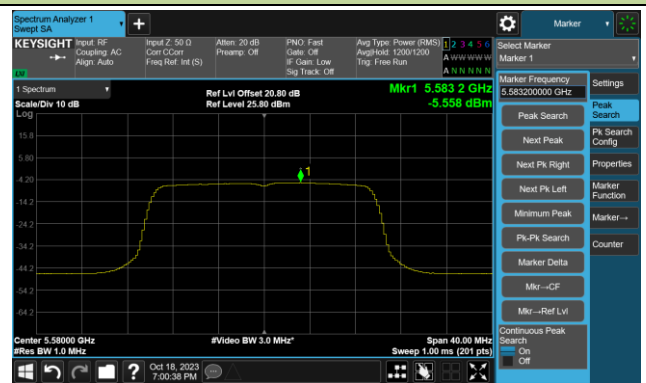 Spectrum Analyzer 1
Swept SA
Marker
KEYSIGHT
Input: RF
Coupling: AC
Align: Auto
Input Z: 50 Ω
Corr CCorr
Freq Ref: Int (S)
Atten: 20 dB
Preamp: Off
PNO: Fast
Gate: Off
IF Gain: Low
Sig Track: Off
Avg Type: Power (RMS)
Avg|Hold: 1200/1200
Trig: Free Run
1 2 3 4 5 6
A W W W W W
A N N N N N
LW
Select Marker
Marker 1
1 Spectrum
Scale/Div 10 dB
Log
Ref Lvl Offset 20.80 dB
Ref Level 25.80 dBm
Mkr1 5.583 2 GHz
-5.558 dBm
15.8
5.80
-4.20
-14.2
-24.2
-34.2
-44.2
-54.2
-64.2
1
Center 5.58000 GHz
#Res BW 1.0 MHz
#Video BW 3.0 MHz*
Span 40.00 MHz
Sweep 1.00 ms (201 pts)
Marker Frequency
5.583200000 GHz
Peak Search
Next Peak
Next Pk Right
Next Pk Left
Minimum Peak
Pk-Pk Search
Marker Delta
Mkr→CF
Mkr→Ref Lvl
Continuous Peak
Search
On
Off
Settings
Peak
Search
Pk Search
Config
Properties
Marker
Function
Marker→
Counter
?
Oct 18, 2023
7:00:38 PM